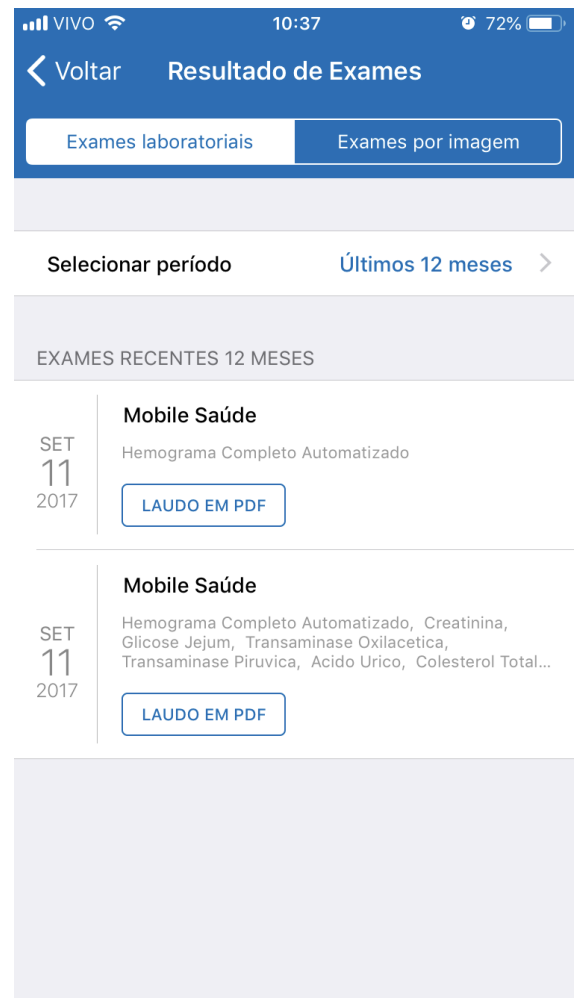 VIVO 10:37 72%
Voltar Resultado de Exames
Exames laboratoriais Exames por imagem
Selecionar período Últimos 12 meses
EXAMES RECENTES 12 MESES
SET
11
2017
Mobile Saúde
Hemograma Completo Automatizado
LAUDO EM PDF
SET
11
2017
Mobile Saúde
Hemograma Completo Automatizado, Creatinina,
Glicose Jejum, Transaminase Oxilacetica,
Transaminase Piruvica, Acido Urico, Colesterol Total...
LAUDO EM PDF